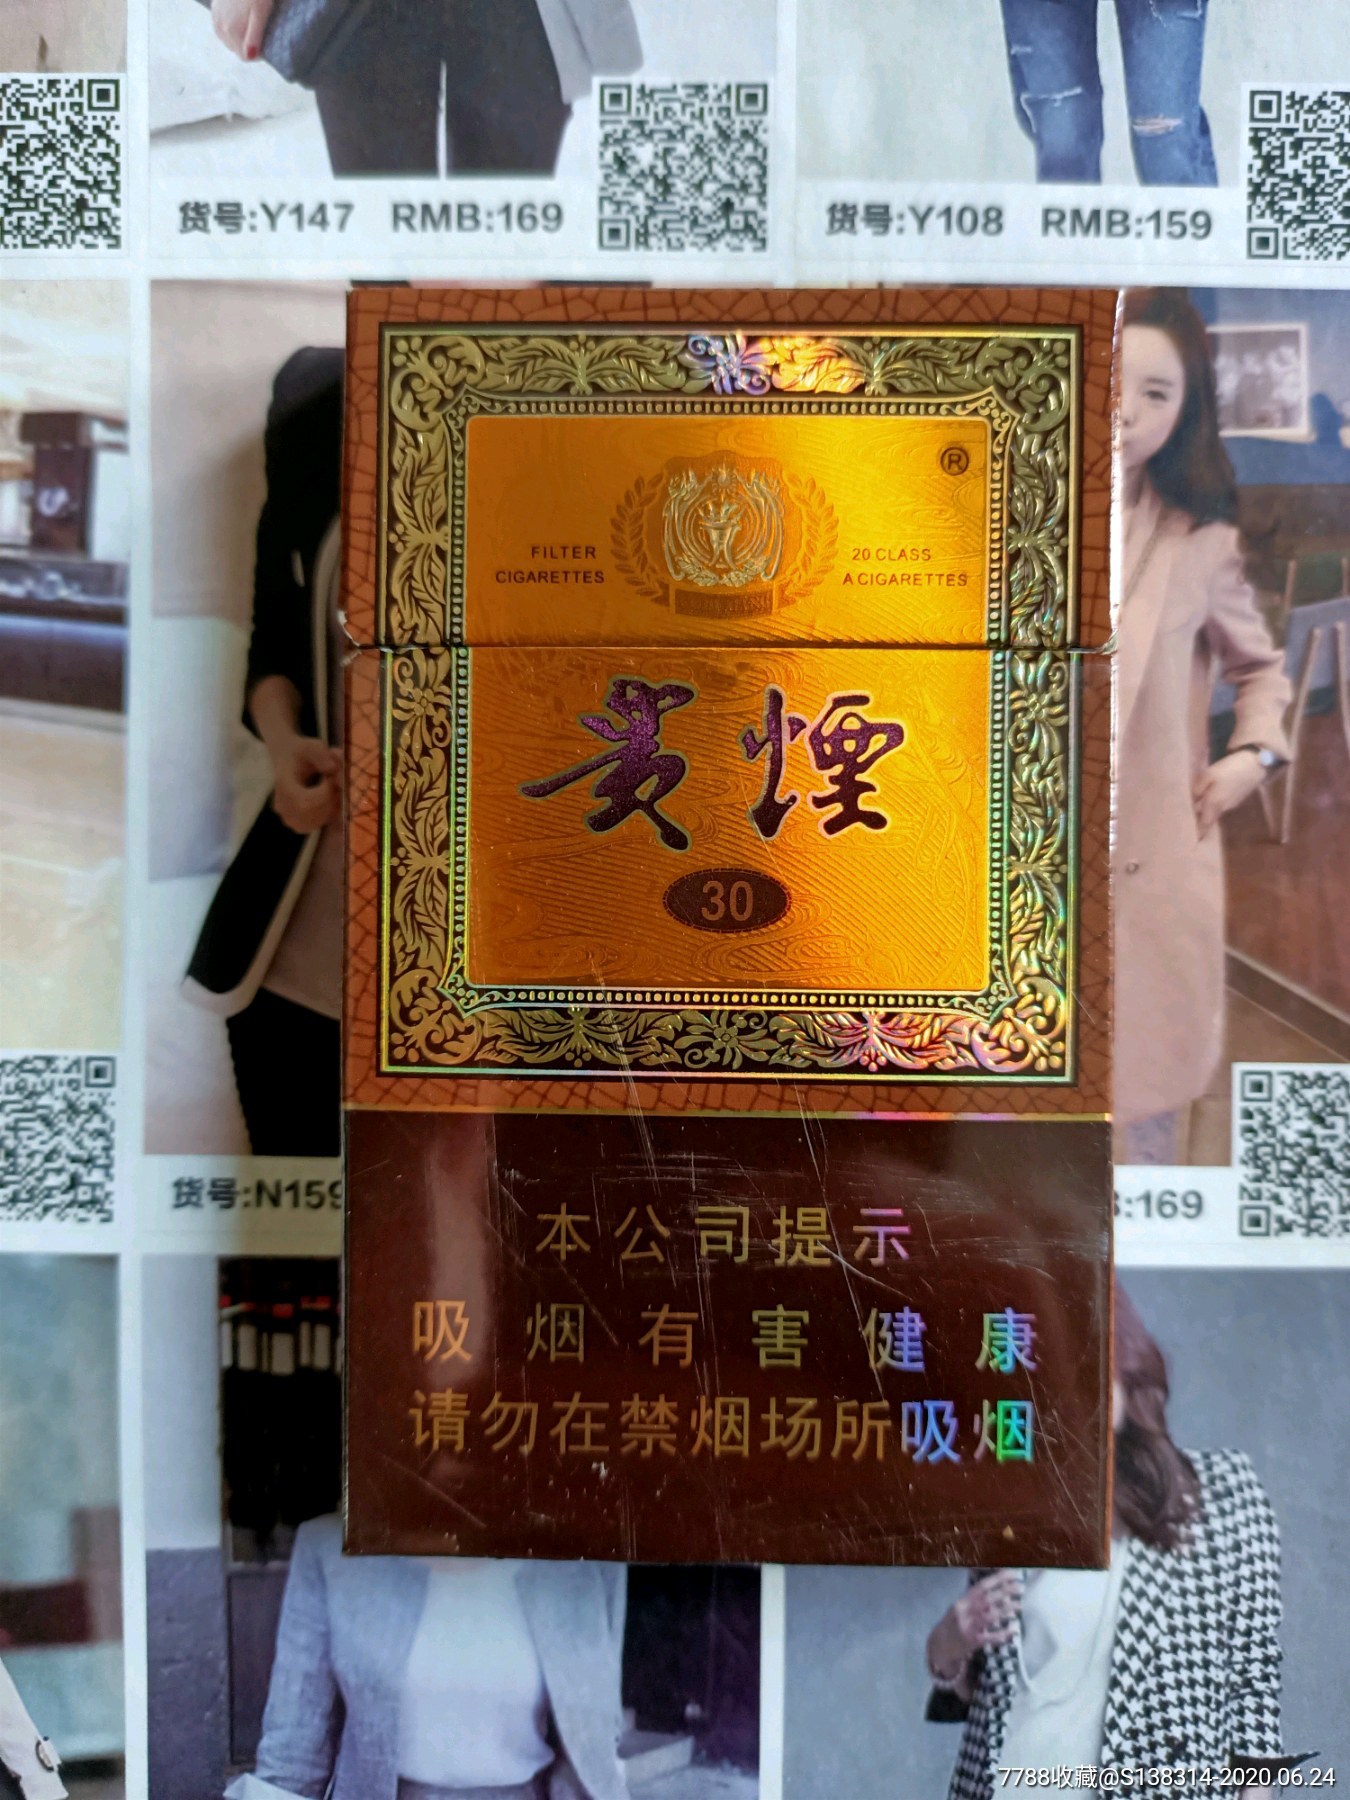 货号:Y147 RMB:169
货号:Y108 RMB:159
®
FILTER
CIGARETTES
20 CLASS
A CIGARETTES
贵煙
30
货号:N159
:169
本公司提示
吸烟有害健康
请勿在禁烟场所吸烟
7788收藏@S138314-2020.06.24